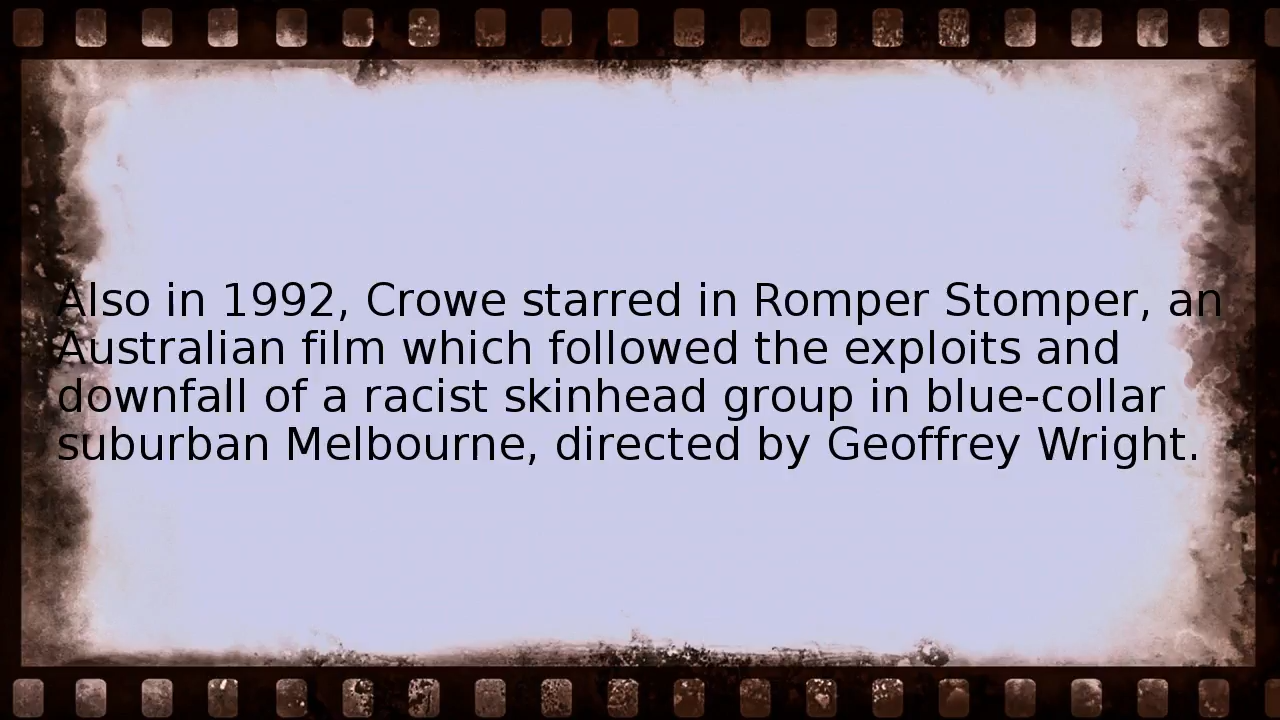 Also in 1992, Crowe starred in Romper Stomper, an
Australian film which followed the exploits and
downfall of a racist skinhead group in blue-collar
suburban Melbourne, directed by Geoffrey Wright.